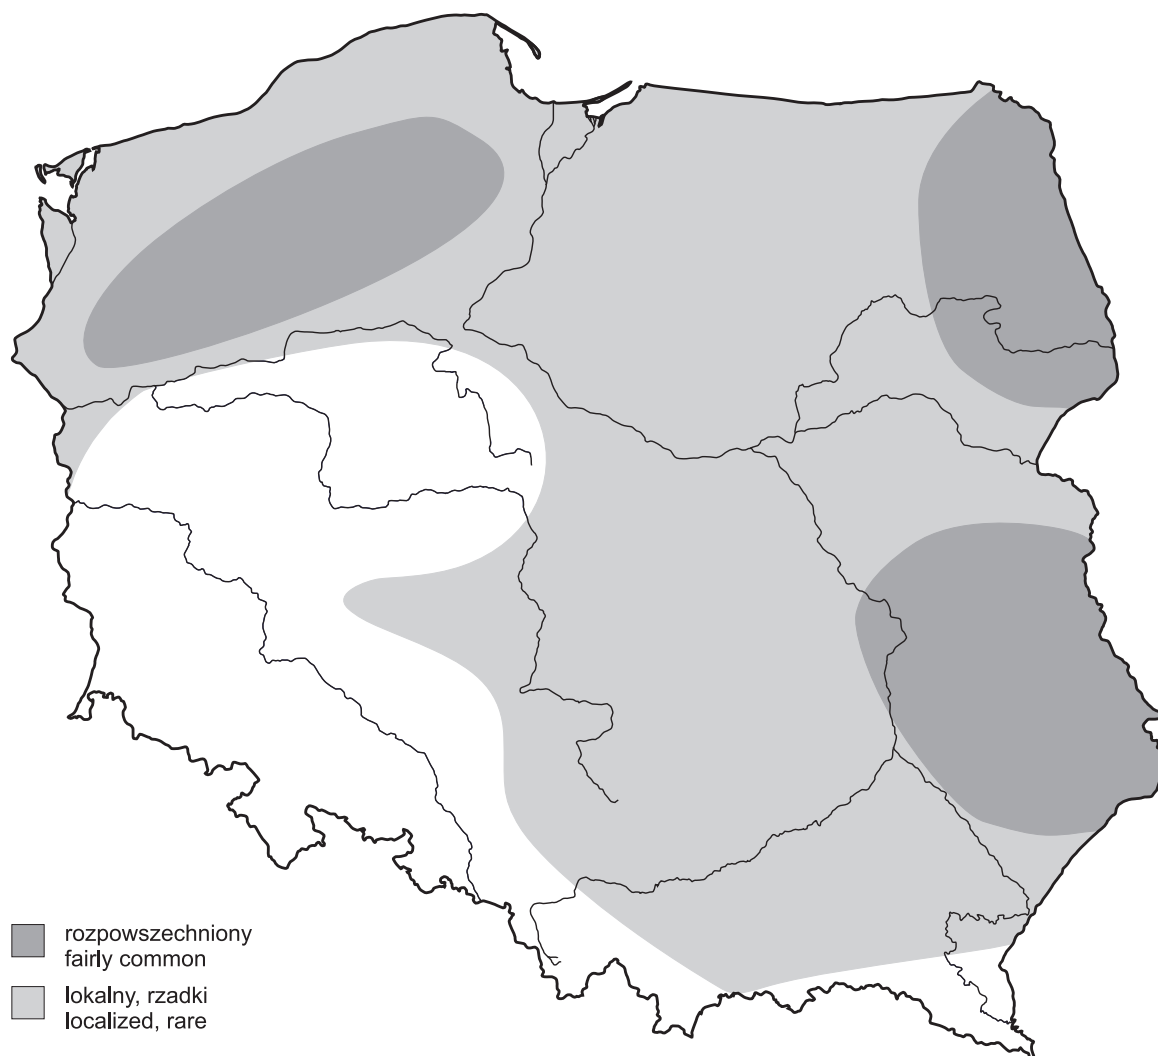 rozpowszechniony
fairly common
lokalny, rzadki
localized, rare